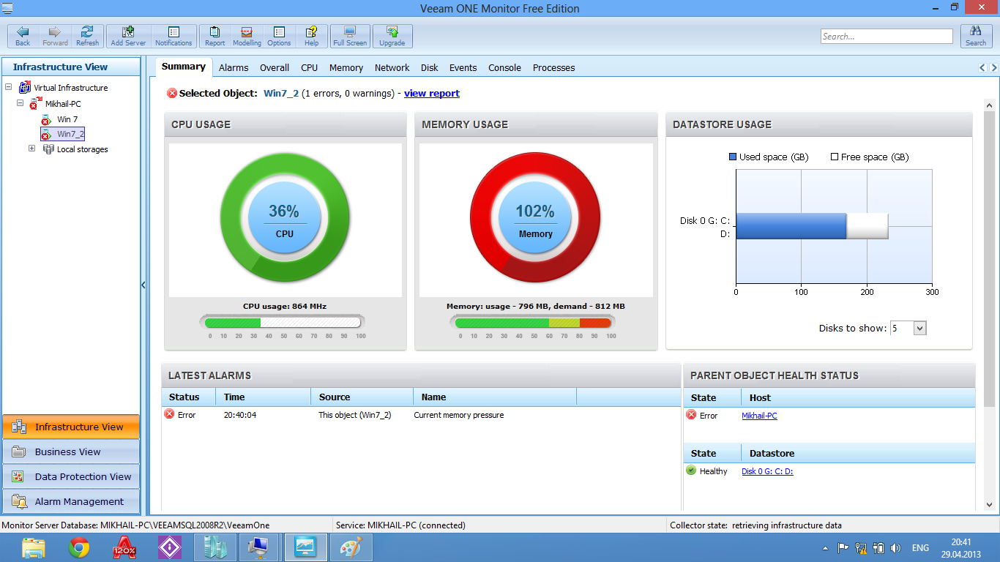 Veeam ONE Monitor Free Edition
Back Forward Refresh Add Server Notifications Report Modelling Options Help Full Screen Upgrade
Search...
Search
Infrastructure View
Virtual Infrastructure
Mikhail-PC
Win 7
Win7_2
Local storages
Infrastructure View
Business View
Data Protection View
Alarm Management
Summary Alarms Overall CPU Memory Network Disk Events Console Processes
Selected Object: Win7_2 (1 errors, 0 warnings) - view report
CPU USAGE
36%
CPU
CPU usage: 864 MHz
0 10 20 30 40 50 60 70 80 90 100
MEMORY USAGE
102%
Memory
Memory: usage - 796 MB, demand - 812 MB
0 10 20 30 40 50 60 70 80 90 100
DATASTORE USAGE
Used space (GB) Free space (GB)
Disk 0 G: C:
D:
0 100 200 300
Disks to show: 5
LATEST ALARMS
Status Time Source Name
Error 20:40:04 This object (Win7_2) Current memory pressure
PARENT OBJECT HEALTH STATUS
State Host
Error Mikhail-PC
State Datastore
Healthy Disk 0 G: C: D:
Monitor Server Database: MIKHAIL-PC\VEEAMSQL2008R2\VeeamOne
Service: MIKHAIL-PC (connected)
Collector state: retrieving infrastructure data
120%
ENG
20:41
29.04.2013